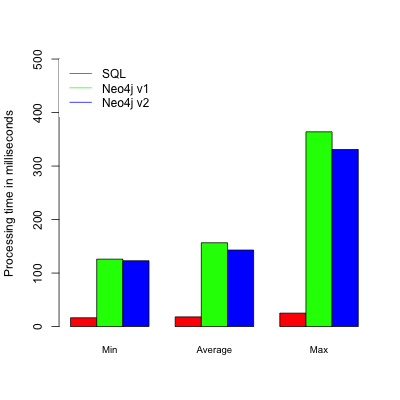 500
400
300
200
100
0
Processing time in milliseconds
SQL
Neo4j v1
Neo4j v2
Min Average Max